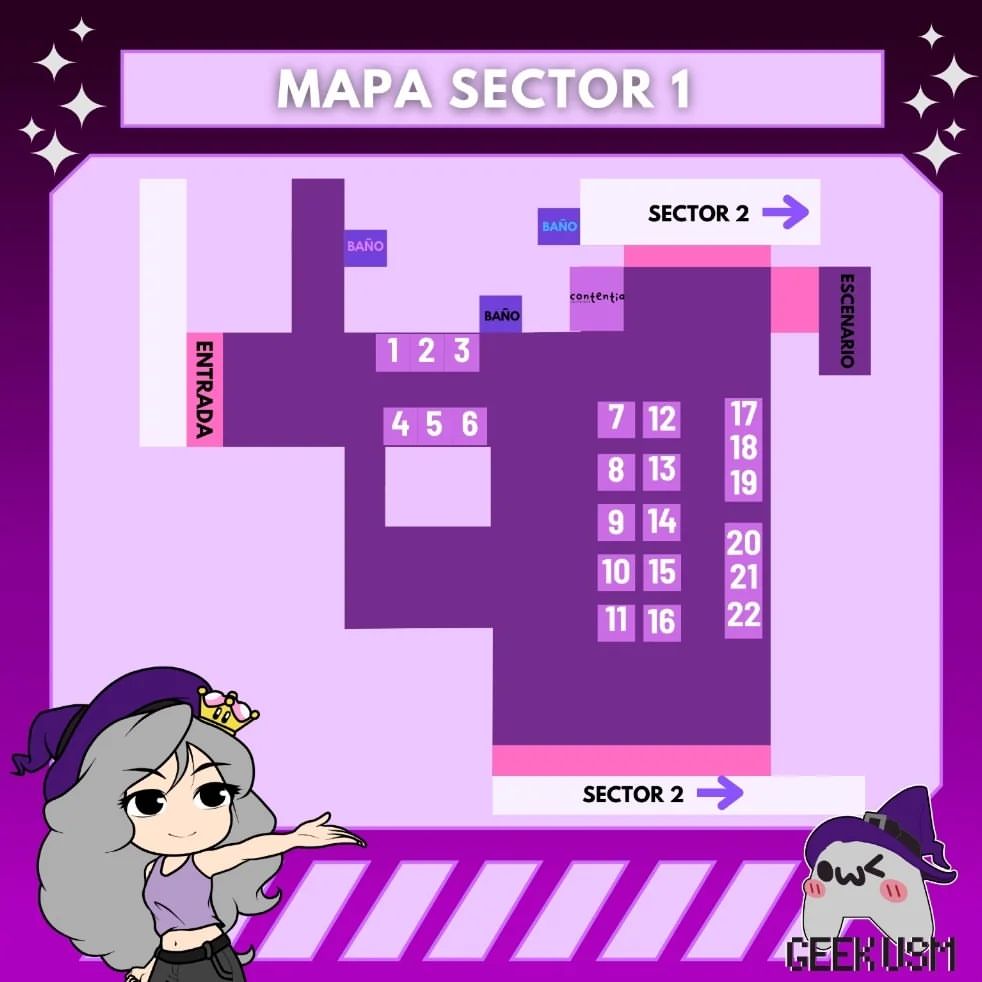 MAPA SECTOR 1
SECTOR 2
BAÑO
BAÑO
contentia
ESCENARIO
BAÑO
ENTRADA
1 2 3
4 5 6
7 12
8 13
9 14
10 15
11 16
17
18
19
20
21
22
SECTOR 2
OWO
GEEK USM